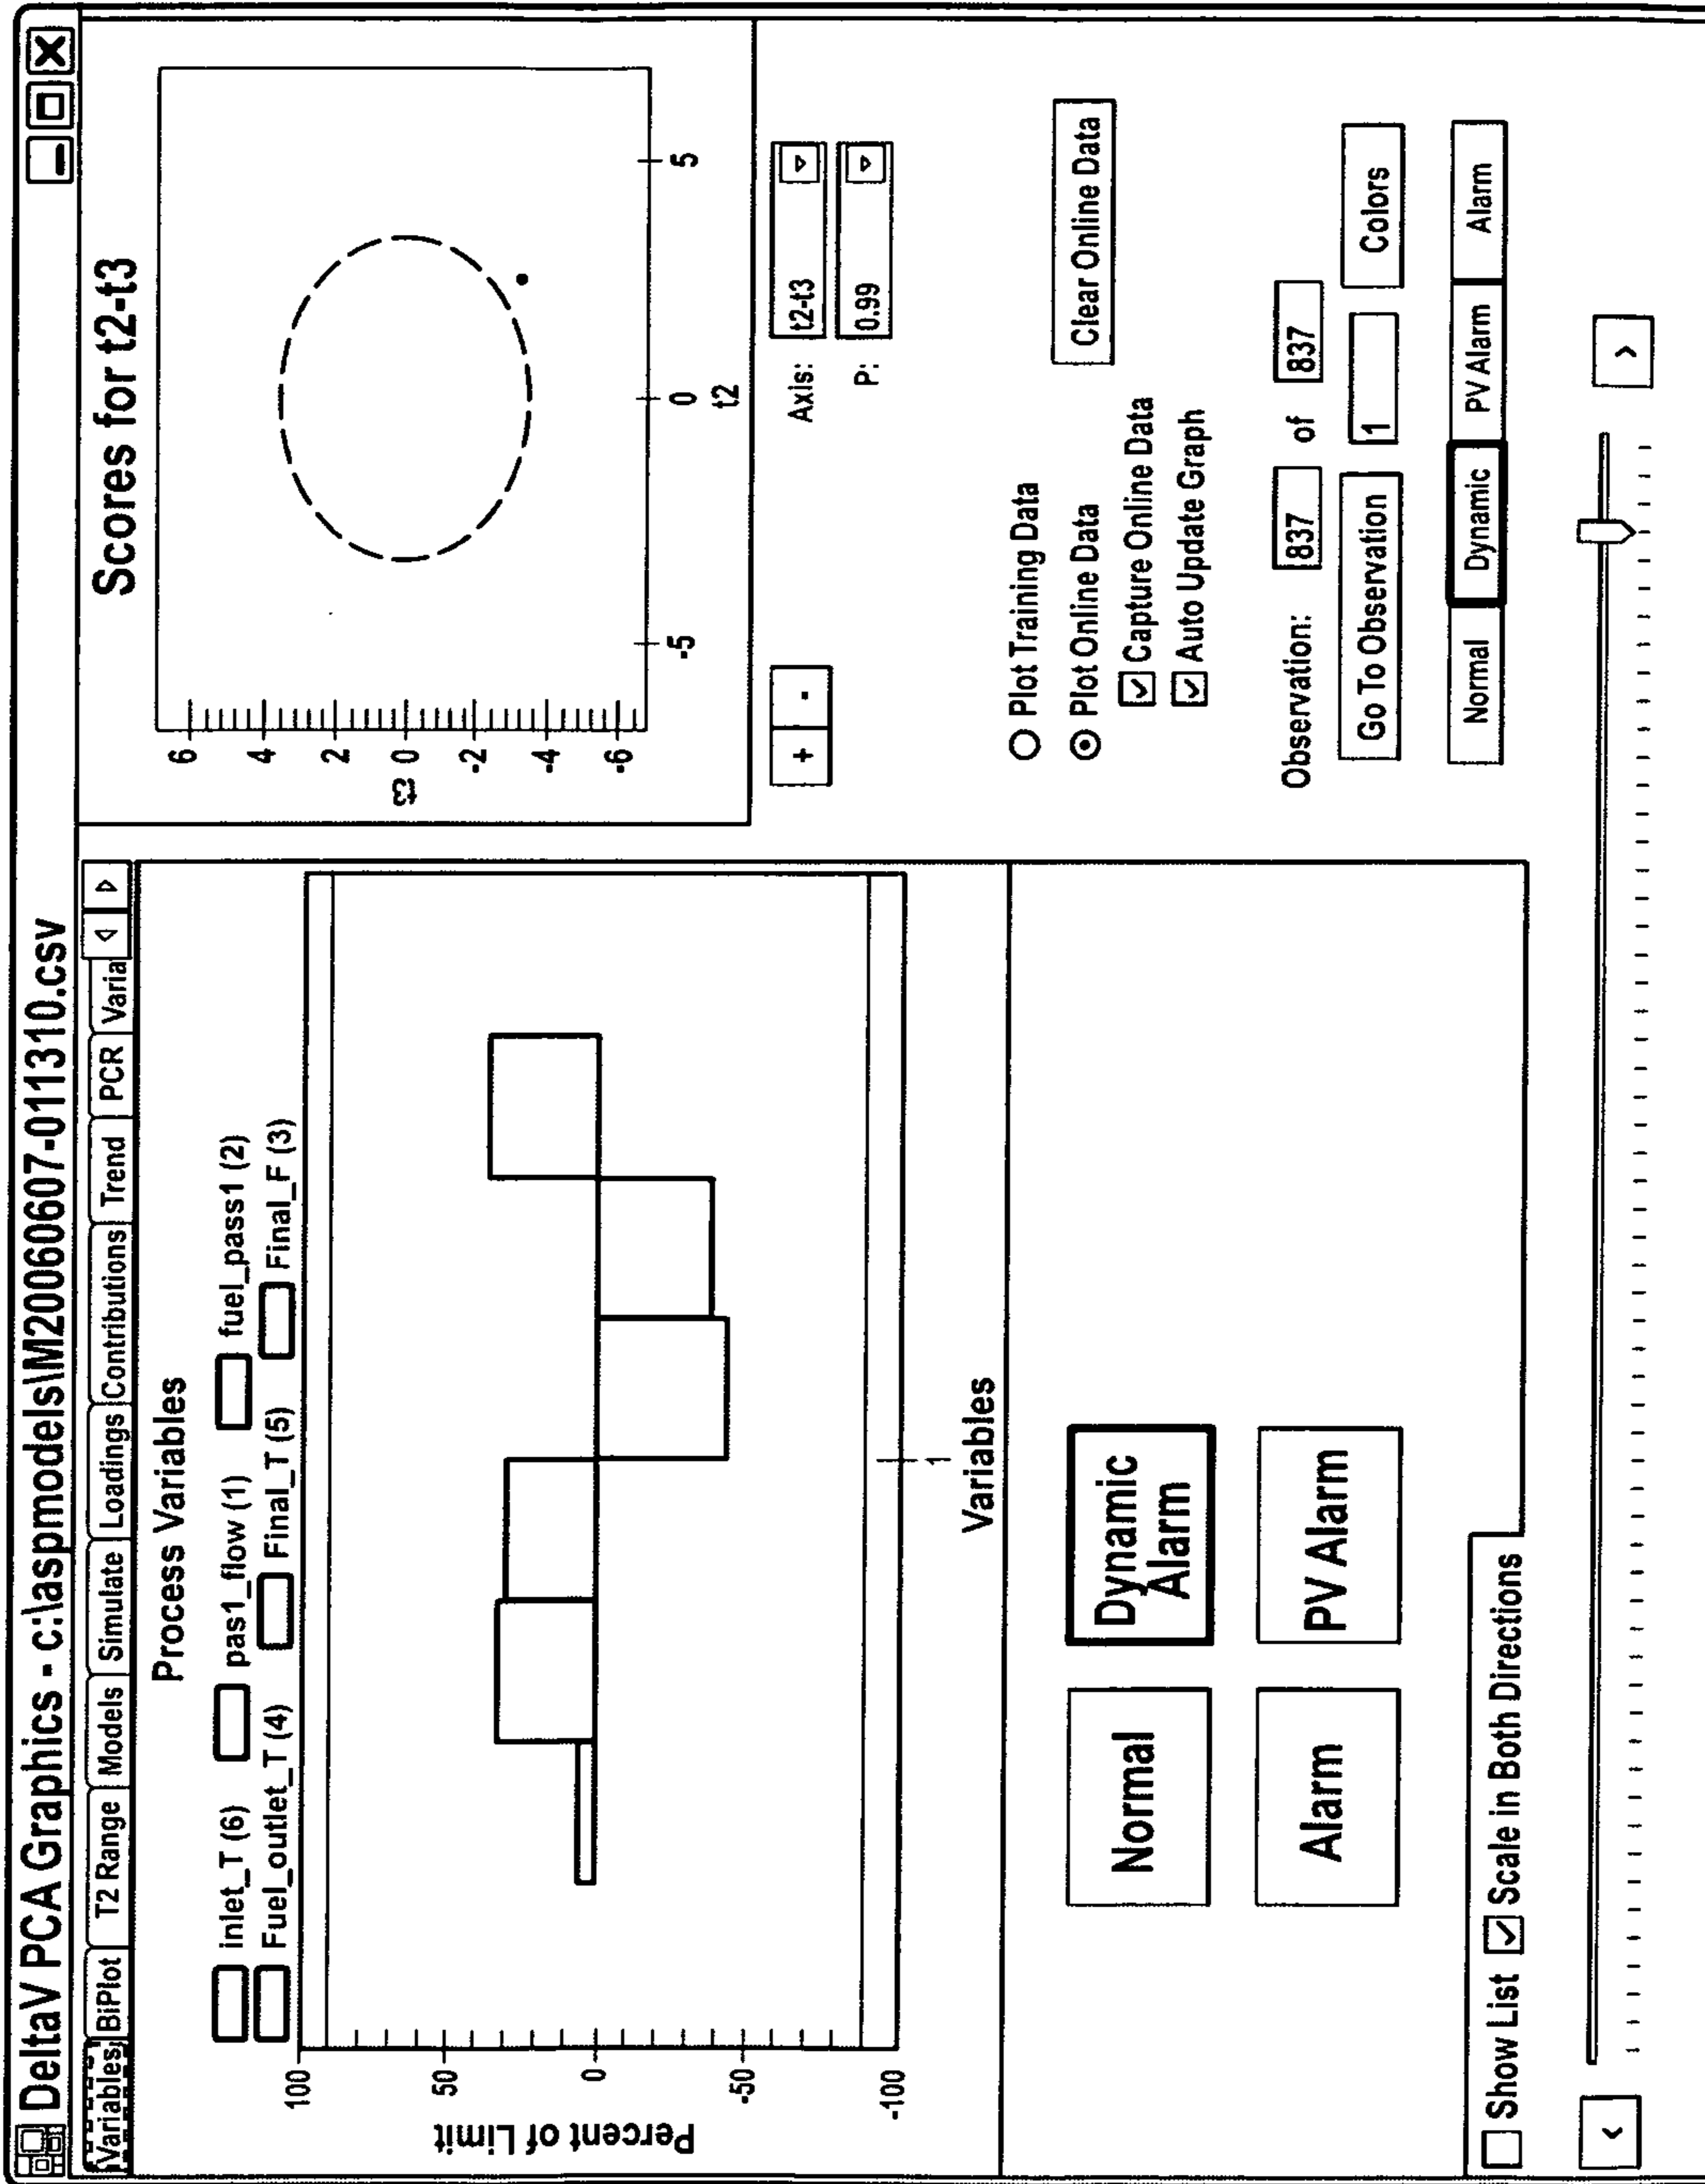 DeltaV PCA Graphics - c:\aspmodels\M2006607-011310.csv
Variables BiPlot T2 Range Models Simulate Loadings Contributions Trend PCR Varia
Process Variables
inlet_T (6) pas1_flow (1) fuel_pass1 (2)
Fuel_outlet_T (4) Final_T (5) Final_F (3)
100
50
0
-50
-100
Percent of Limit
1
Variables
Normal Dynamic Alarm
Alarm PV Alarm
Show List Scale in Both Directions
Scores for t2-t3
6
4
2
0
-2
-4
-6
t3
-5 0 5
t2
+ -
Axis: t2-t3
P: 0.99
Plot Training Data
Plot Online Data
Capture Online Data
Auto Update Graph
Clear Online Data
Observation: 837 of 837
Go To Observation 1 Colors
Normal Dynamic PV Alarm Alarm
< >